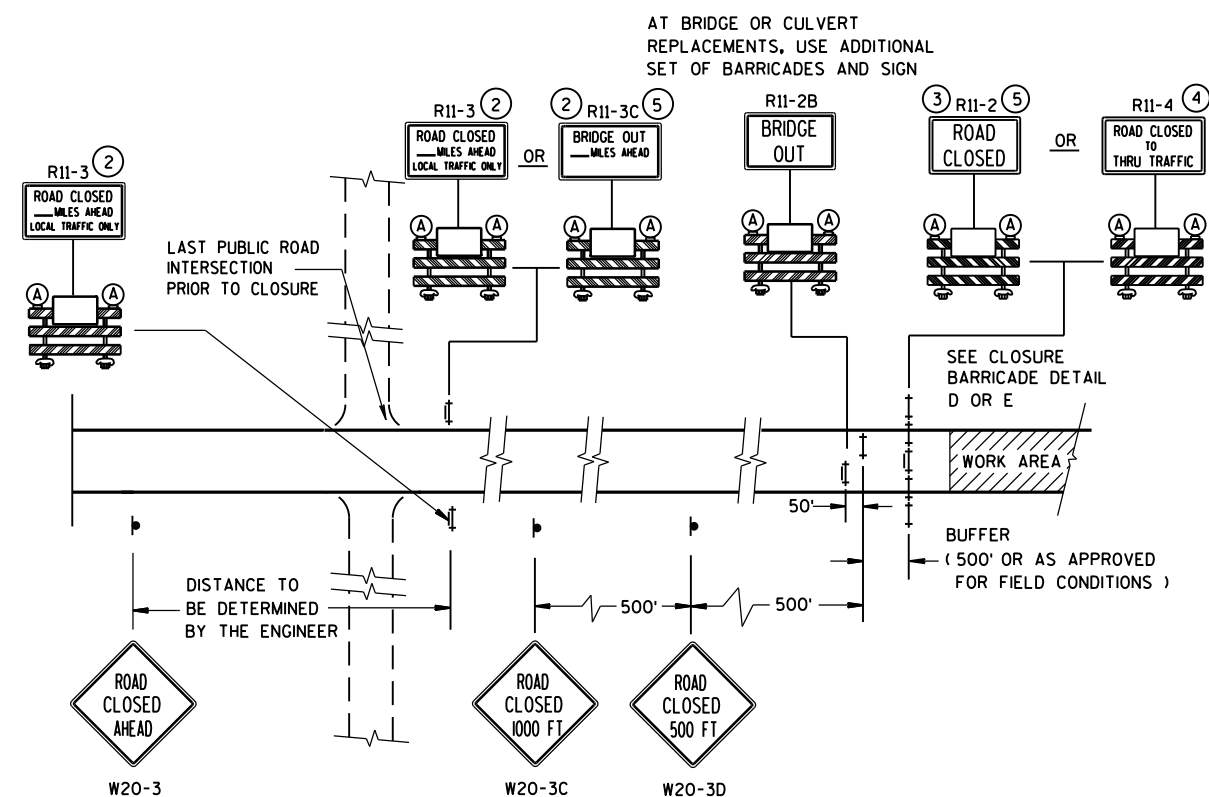 AT BRIDGE OR CULVERT
REPLACEMENTS, USE ADDITIONAL
SET OF BARRICADES AND SIGN
R11-3 2
ROAD CLOSED
___MILES AHEAD
LOCAL TRAFFIC ONLY
A A
R11-3 2
ROAD CLOSED
___MILES AHEAD
LOCAL TRAFFIC ONLY
A A
OR
2 R11-3C 5
BRIDGE OUT
___MILES AHEAD
A A
R11-2B
BRIDGE
OUT
A A
3 R11-2 5
ROAD
CLOSED
A A
OR
R11-4 4
ROAD CLOSED
TO
THRU TRAFFIC
A A
LAST PUBLIC ROAD
INTERSECTION
PRIOR TO CLOSURE
SEE CLOSURE
BARRICADE DETAIL
D OR E
WORK AREA
50'
BUFFER
( 500' OR AS APPROVED
FOR FIELD CONDITIONS )
DISTANCE TO
BE DETERMINED
BY THE ENGINEER
500'
500'
ROAD
CLOSED
AHEAD
W20-3
ROAD
CLOSED
1000 FT
W20-3C
ROAD
CLOSED
500 FT
W20-3D